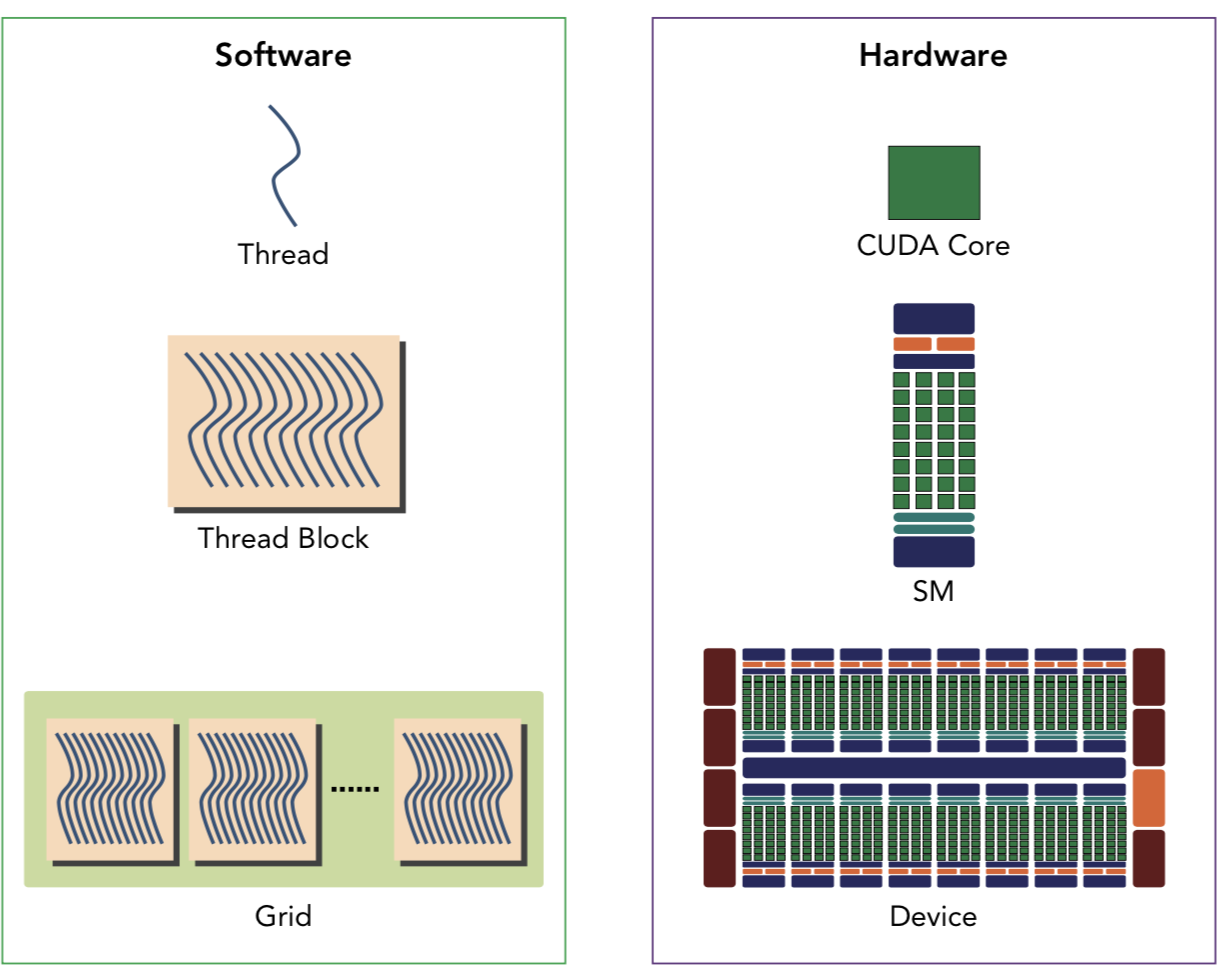 Software
Thread
Thread Block
......
Grid
Hardware
CUDA Core
SM
Device